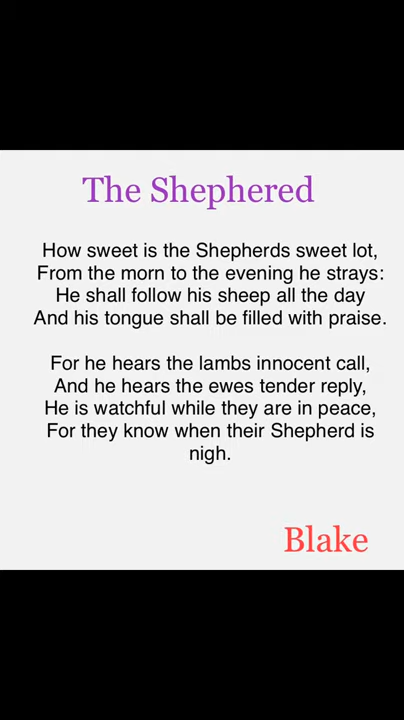 The Shephered
How sweet is the Shepherds sweet lot,
From the morn to the evening he strays:
He shall follow his sheep all the day
And his tongue shall be filled with praise.
For he hears the lambs innocent call,
And he hears the ewes tender reply,
He is watchful while they are in peace,
For they know when their Shepherd is
nigh.
Blake